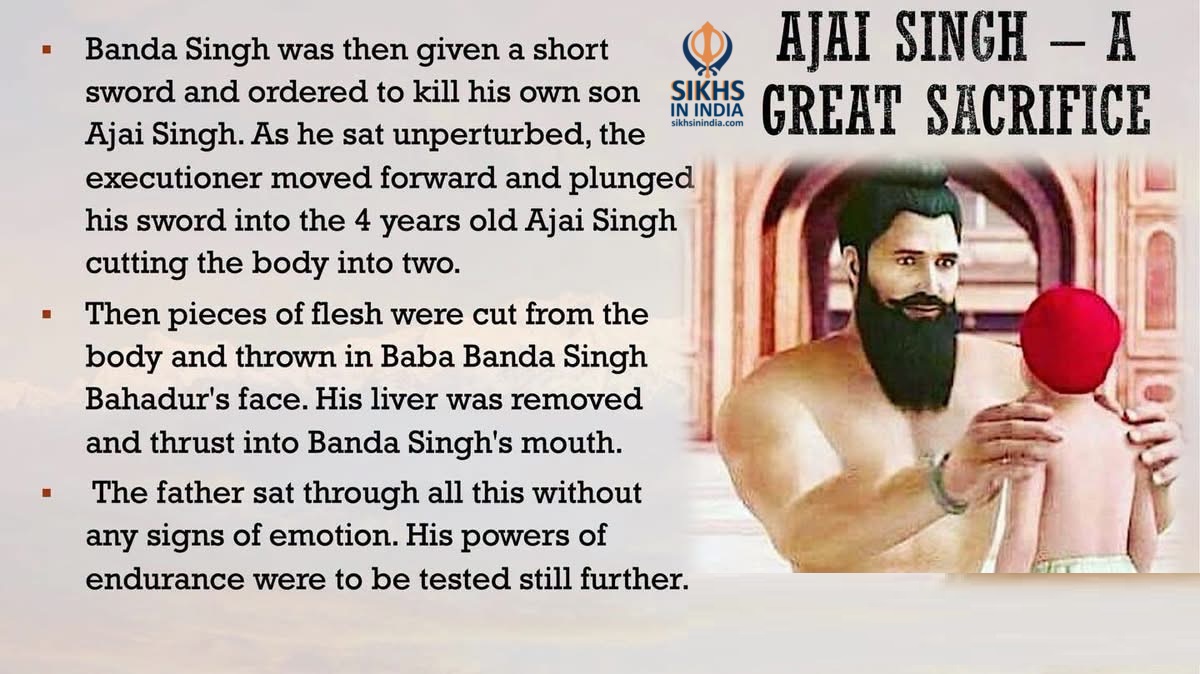 AJAI SINGH – A
GREAT SACRIFICE
SIKHS
IN INDIA
sikhsinindia.com
▪ Banda Singh was then given a short
sword and ordered to kill his own son
Ajai Singh. As he sat unperturbed, the
executioner moved forward and plunged
his sword into the 4 years old Ajai Singh
cutting the body into two.
▪ Then pieces of flesh were cut from the
body and thrown in Baba Banda Singh
Bahadur's face. His liver was removed
and thrust into Banda Singh's mouth.
▪ The father sat through all this without
any signs of emotion. His powers of
endurance were to be tested still further.